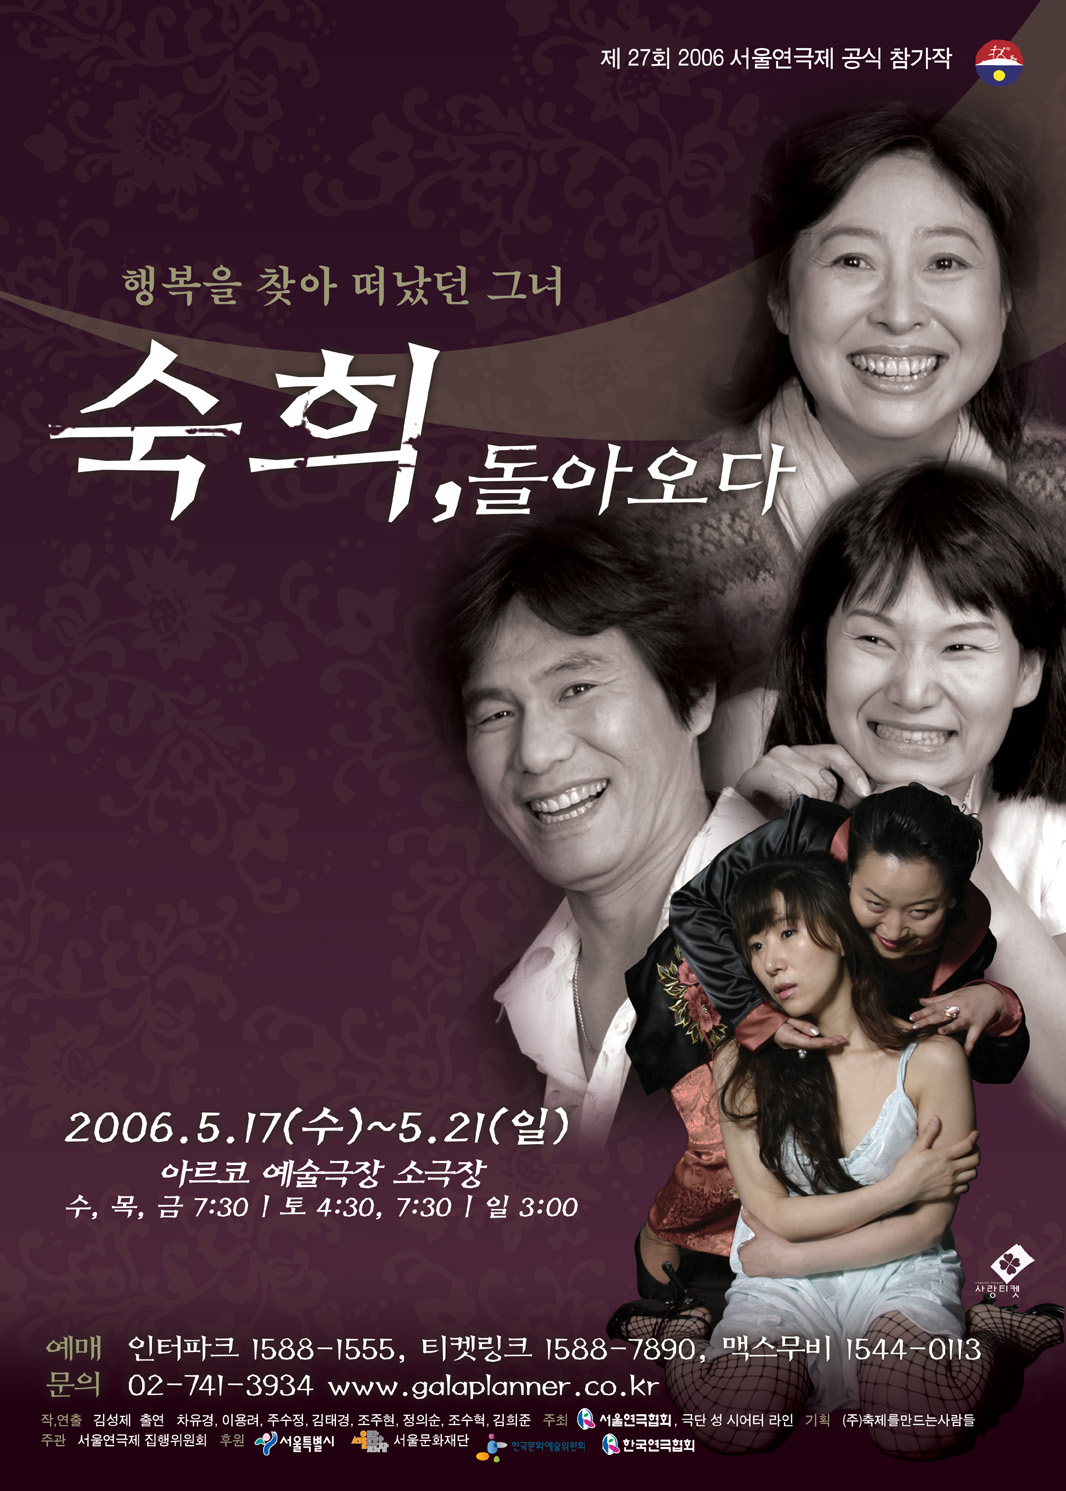 제 27회 2006 서울연극제 공식 참가작
행복을 찾아 떠났던 그녀
숙희, 돌아오다
2006.5.17(수)~5.21(일)
아르코 예술극장 소극장
수, 목, 금 7:30 | 토 4:30, 7:30 | 일 3:00
사랑티켓
예매 인터파크 1588-1555, 티켓링크 1588-7890, 맥스무비 1544-0113
문의 02-741-3934 www.galaplanner.co.kr
작,연출 김성제 출연 차유경, 이용려, 주수정, 김태경, 조주현, 정의순, 조수혁, 김희준 주최 서울연극협회, 극단 성 시어터 라인 기획 (주)축제를만드는사람들
주관 서울연극제 집행위원회 후원 서울특별시 서울문화재단 한국문화예술위원회 한국연극협회